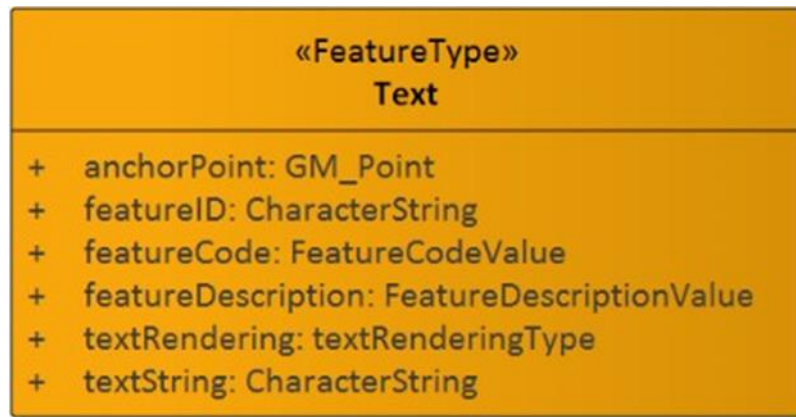 «FeatureType»
Text
+ anchorPoint: GM_Point
+ featureID: CharacterString
+ featureCode: FeatureCodeValue
+ featureDescription: FeatureDescriptionValue
+ textRendering: textRenderingType
+ textString: CharacterString